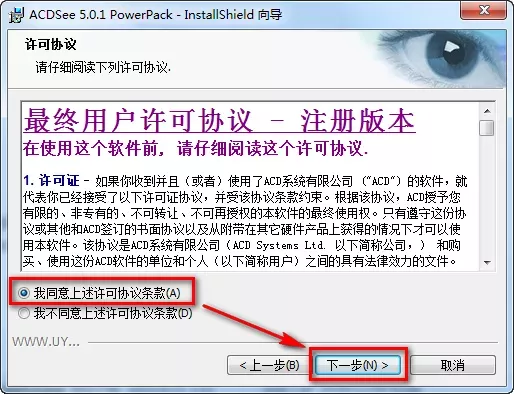 ACDSee 5.0.1 PowerPack - InstallShield 向导
许可协议
请仔细阅读下列许可协议.
最终用户许可协议 - 注册版本
在使用这个软件前, 请仔细阅读这个许可协议.
1. 许可证 - 如果你收到并且（或者）使用了ACD系统有限公司（"ACD"）的软件，就
代表你已经接受了以下许可证协议，并受该协议条款约束。根据该协议，ACD授予您
有限的、非专有的、不可转让、不可再授权的本软件的最终使用权。只有遵守这份协
议或其他和ACD签订的书面协议以及从附带在其它硬件产品上获得的情况下才可以使
用本软件。该协议是ACD系统有限公司（ACD Systems Ltd. 以下简称公司，） 和购
买、使用这份ACD软件的单位和个人（以下简称用户）之间的具有法律效力的文件。
我同意上述许可协议条款(A)
我不同意上述许可协议条款(D)
WWW.UY...
< 上一步(B)
下一步(N) >
取消